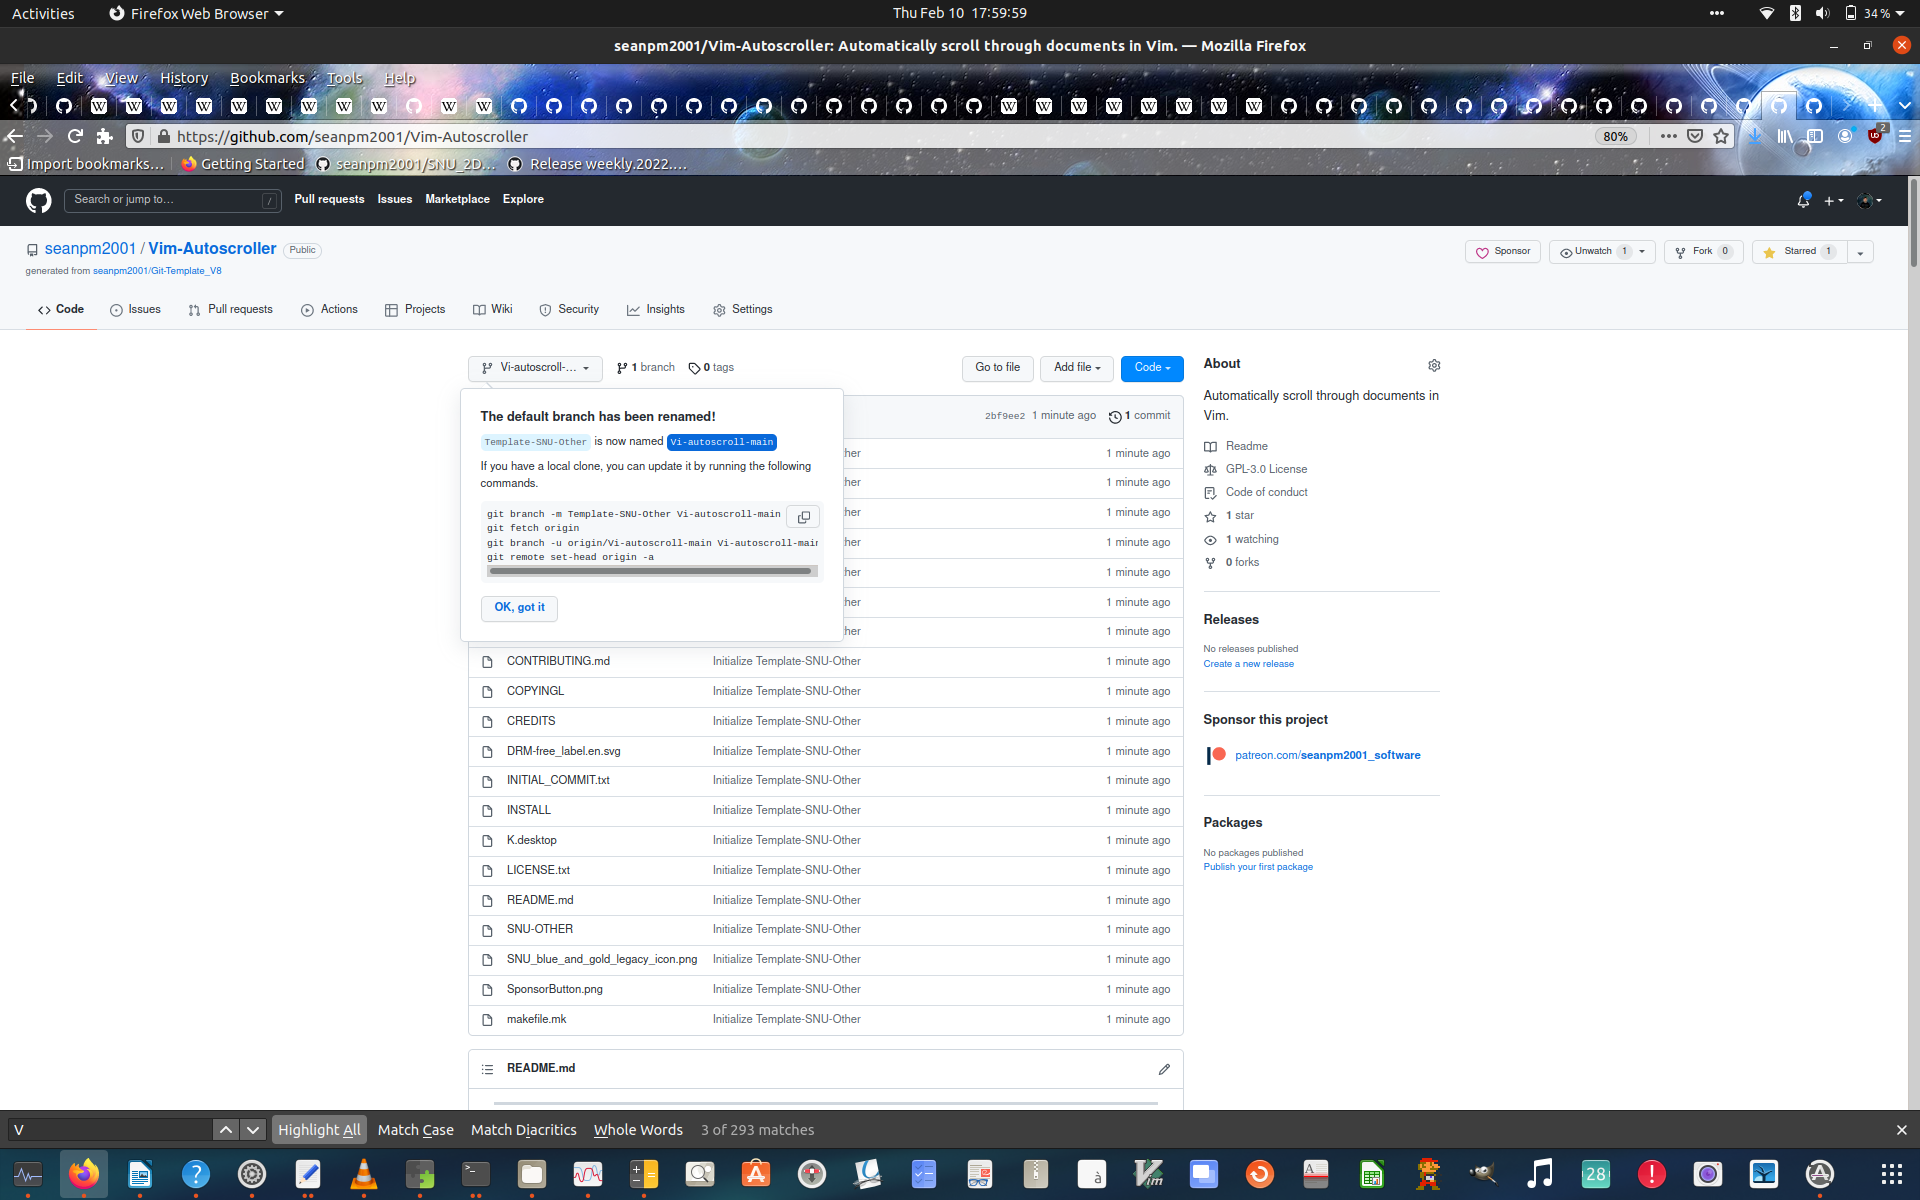 Activities
Firefox Web Browser
Thu Feb 10 17:59:59
34 %
seanpm2001/Vim-Autoscroller: Automatically scroll through documents in Vim. — Mozilla Firefox
File Edit View History Bookmarks Tools Help
https://github.com/seanpm2001/Vim-Autoscroller
80%
2
Import bookmarks…
Getting Started
seanpm2001/SNU_2D…
Release weekly.2022.…
Search or jump to…
/
Pull requests
Issues
Marketplace
Explore
seanpm2001 / Vim-Autoscroller
Public
generated from seanpm2001/Git-Template_V8
Sponsor
Unwatch 1
Fork 0
Starred 1
Code
Issues
Pull requests
Actions
Projects
Wiki
Security
Insights
Settings
Vi-autoscroll-…
1 branch
0 tags
Go to file
Add file
Code
The default branch has been renamed!
Template-SNU-Other is now named Vi-autoscroll-main
If you have a local clone, you can update it by running the following
commands.
git branch -m Template-SNU-Other Vi-autoscroll-main
git fetch origin
git branch -u origin/Vi-autoscroll-main Vi-autoscroll-main
git remote set-head origin -a
OK, got it
2bf9ee2 1 minute ago
1 commit
her 1 minute ago
her 1 minute ago
her 1 minute ago
her 1 minute ago
her 1 minute ago
her 1 minute ago
her 1 minute ago
CONTRIBUTING.md Initialize Template-SNU-Other 1 minute ago
COPYINGL Initialize Template-SNU-Other 1 minute ago
CREDITS Initialize Template-SNU-Other 1 minute ago
DRM-free_label.en.svg Initialize Template-SNU-Other 1 minute ago
INITIAL_COMMIT.txt Initialize Template-SNU-Other 1 minute ago
INSTALL Initialize Template-SNU-Other 1 minute ago
K.desktop Initialize Template-SNU-Other 1 minute ago
LICENSE.txt Initialize Template-SNU-Other 1 minute ago
README.md Initialize Template-SNU-Other 1 minute ago
SNU-OTHER Initialize Template-SNU-Other 1 minute ago
SNU_blue_and_gold_legacy_icon.png Initialize Template-SNU-Other 1 minute ago
SponsorButton.png Initialize Template-SNU-Other 1 minute ago
makefile.mk Initialize Template-SNU-Other 1 minute ago
README.md
About
Automatically scroll through documents in
Vim.
Readme
GPL-3.0 License
Code of conduct
1 star
1 watching
0 forks
Releases
No releases published
Create a new release
Sponsor this project
patreon.com/seanpm2001_software
Packages
No packages published
Publish your first package
V
Highlight All
Match Case
Match Diacritics
Whole Words
3 of 293 matches
28